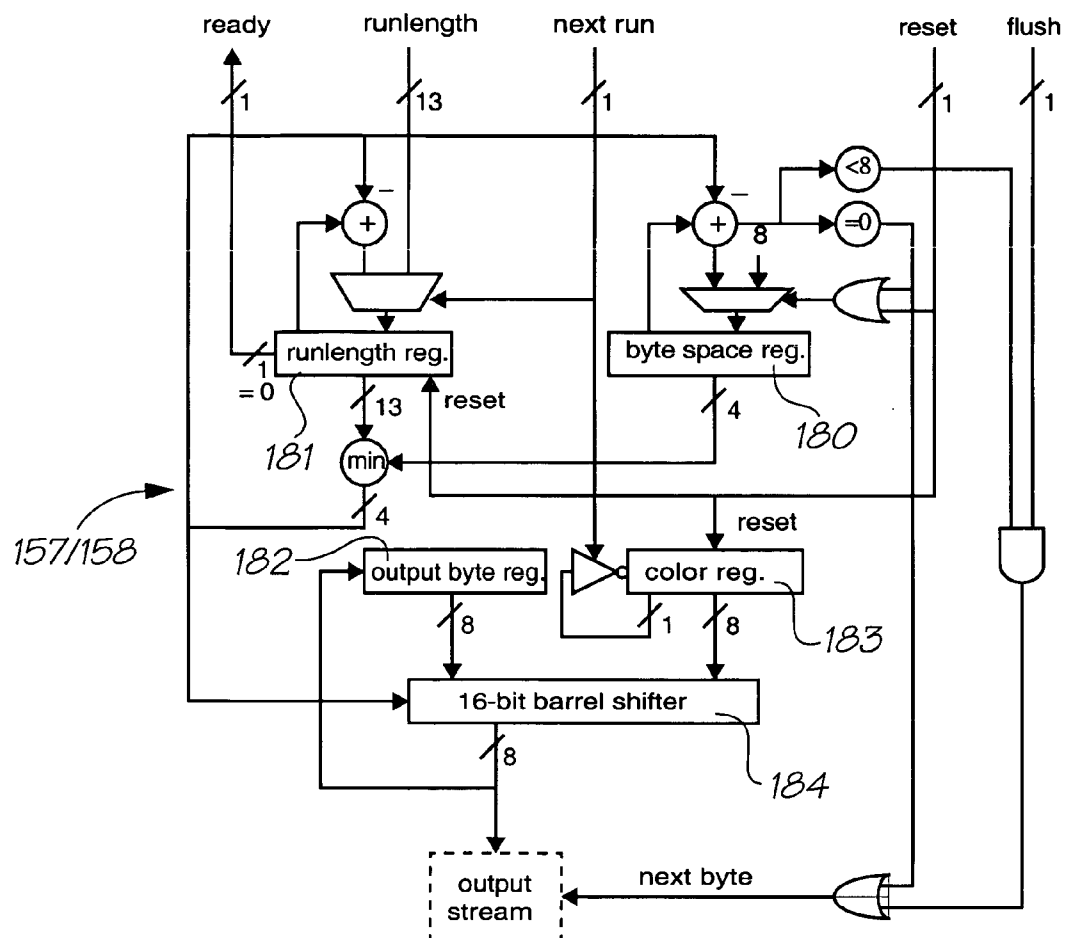 ready
runlength
next run
reset
flush
1
13
1
1
1
−
−
<8
+
+
=0
8
runlength reg.
byte space reg.
1
=0
13
reset
4
181
180
min
4
reset
157/158
182
output byte reg.
color reg.
8
1
8
183
16-bit barrel shifter
8
184
next byte
output
stream